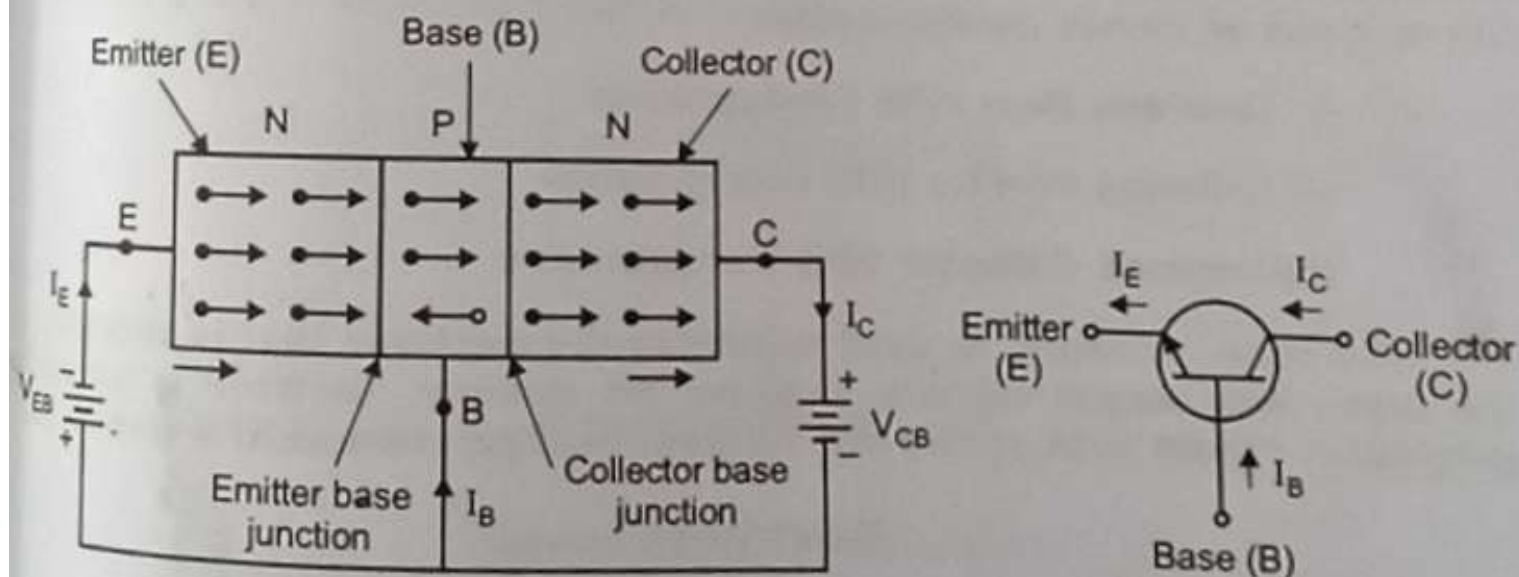 Base (B)
Emitter (E)
Collector (C)
N
P
N
E
C
I_E
I_C
V_EB
-
+
B
+
V_CB
−
Emitter base
junction
I_B
Collector base
junction
I_E
I_C
Emitter
(E)
Collector
(C)
I_B
Base (B)